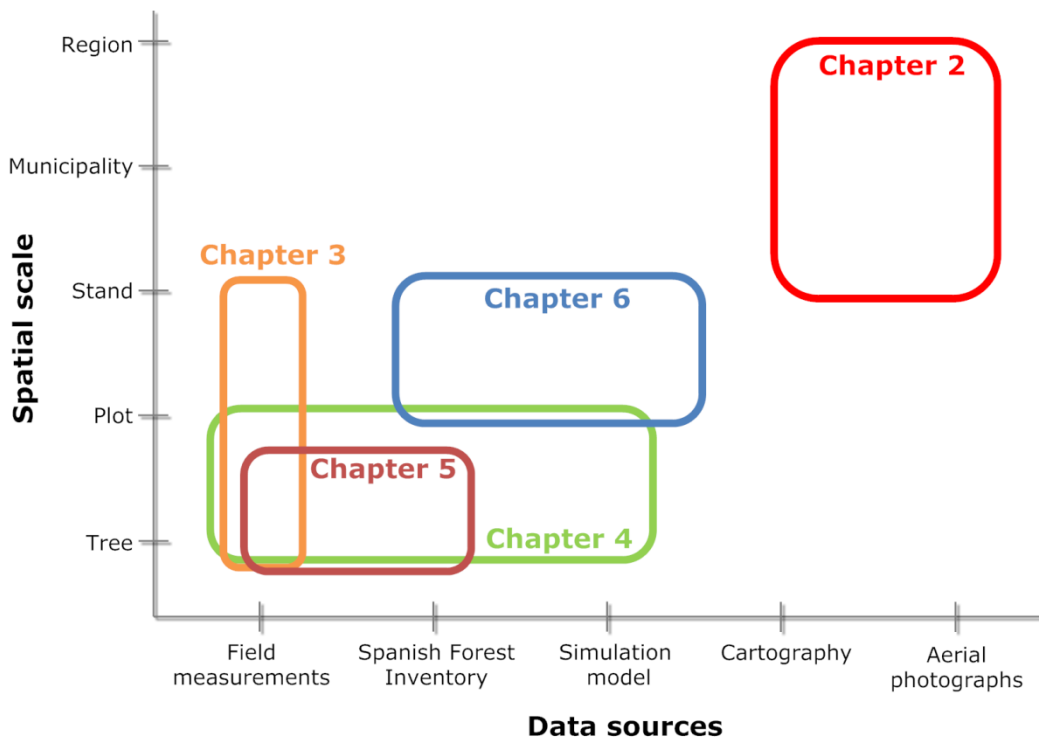 Region
Chapter 2
Municipality
Spatial scale
Chapter 3
Stand
Chapter 6
Plot
Chapter 5
Tree
Chapter 4
Field
measurements
Spanish Forest
Inventory
Simulation
model
Cartography
Aerial
photographs
Data sources